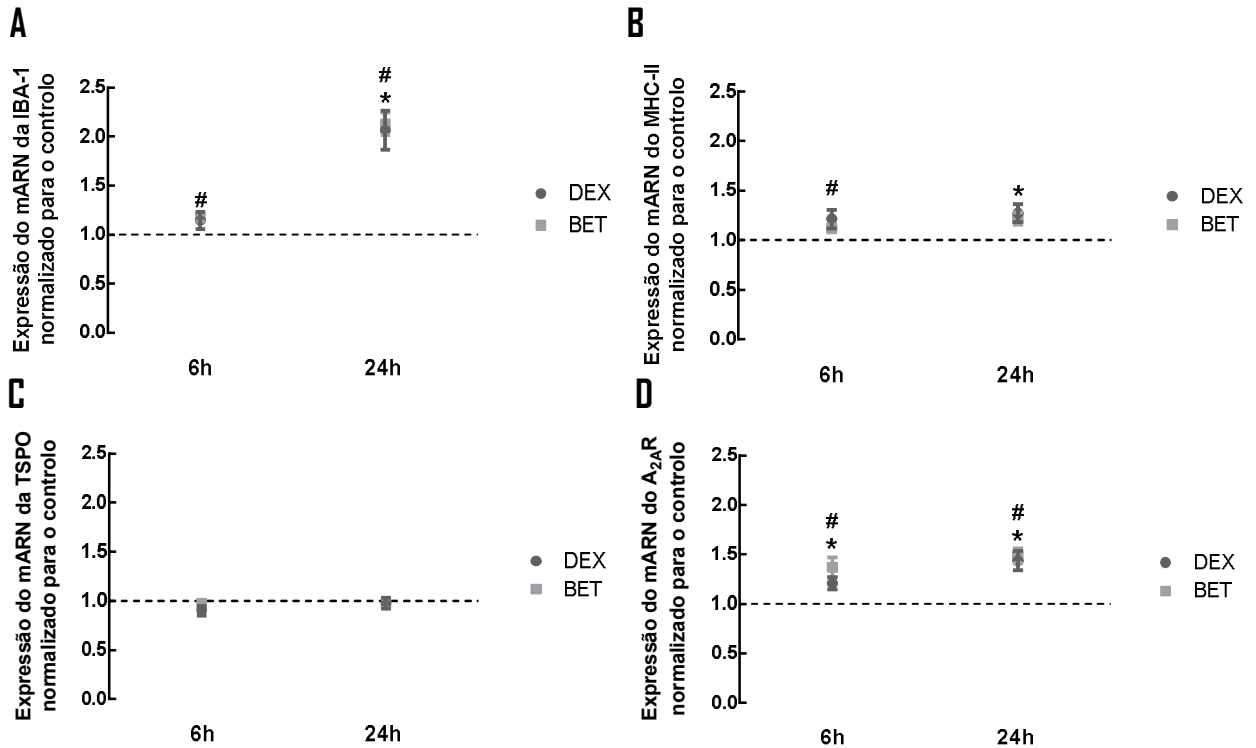 A
Expressão do mARN da IBA-1
normalizado para o controlo
2.5
2.0
1.5
1.0
0.5
0.0
#
#
*
6h
24h
DEX
BET
B
Expressão do mARN do MHC-II
normalizado para o controlo
2.5
2.0
1.5
1.0
0.5
0.0
#
*
6h
24h
DEX
BET
C
Expressão do mARN da TSPO
normalizado para o controlo
2.5
2.0
1.5
1.0
0.5
0.0
6h
24h
DEX
BET
D
Expressão do mARN do A₂ₐR
normalizado para o controlo
2.5
2.0
1.5
1.0
0.5
0.0
#
*
#
*
6h
24h
DEX
BET